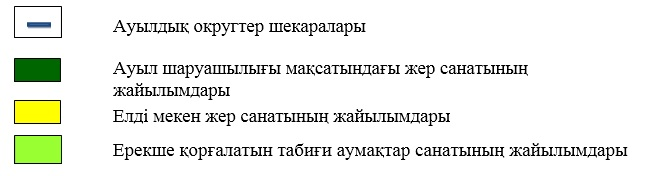 Ауылдық округтер шекаралары
Ауыл шаруашылығы мақсатындағы жер санатының
жайылымдары
Елді мекен жер санатының жайылымдары
Ерекше қорғалатын табиғи аумақтар санатының жайылымдары